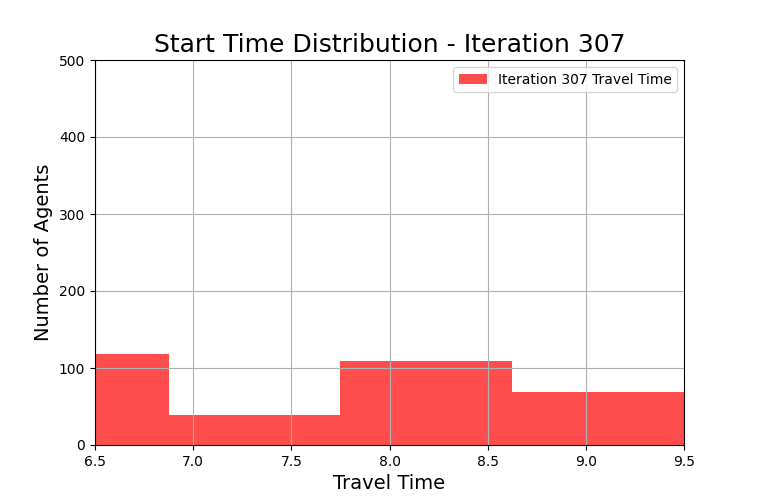 Start Time Distribution - Iteration 307
Iteration 307 Travel Time
Number of Agents
500
400
300
200
100
0
6.5 7.0 7.5 8.0 8.5 9.0 9.5
Travel Time